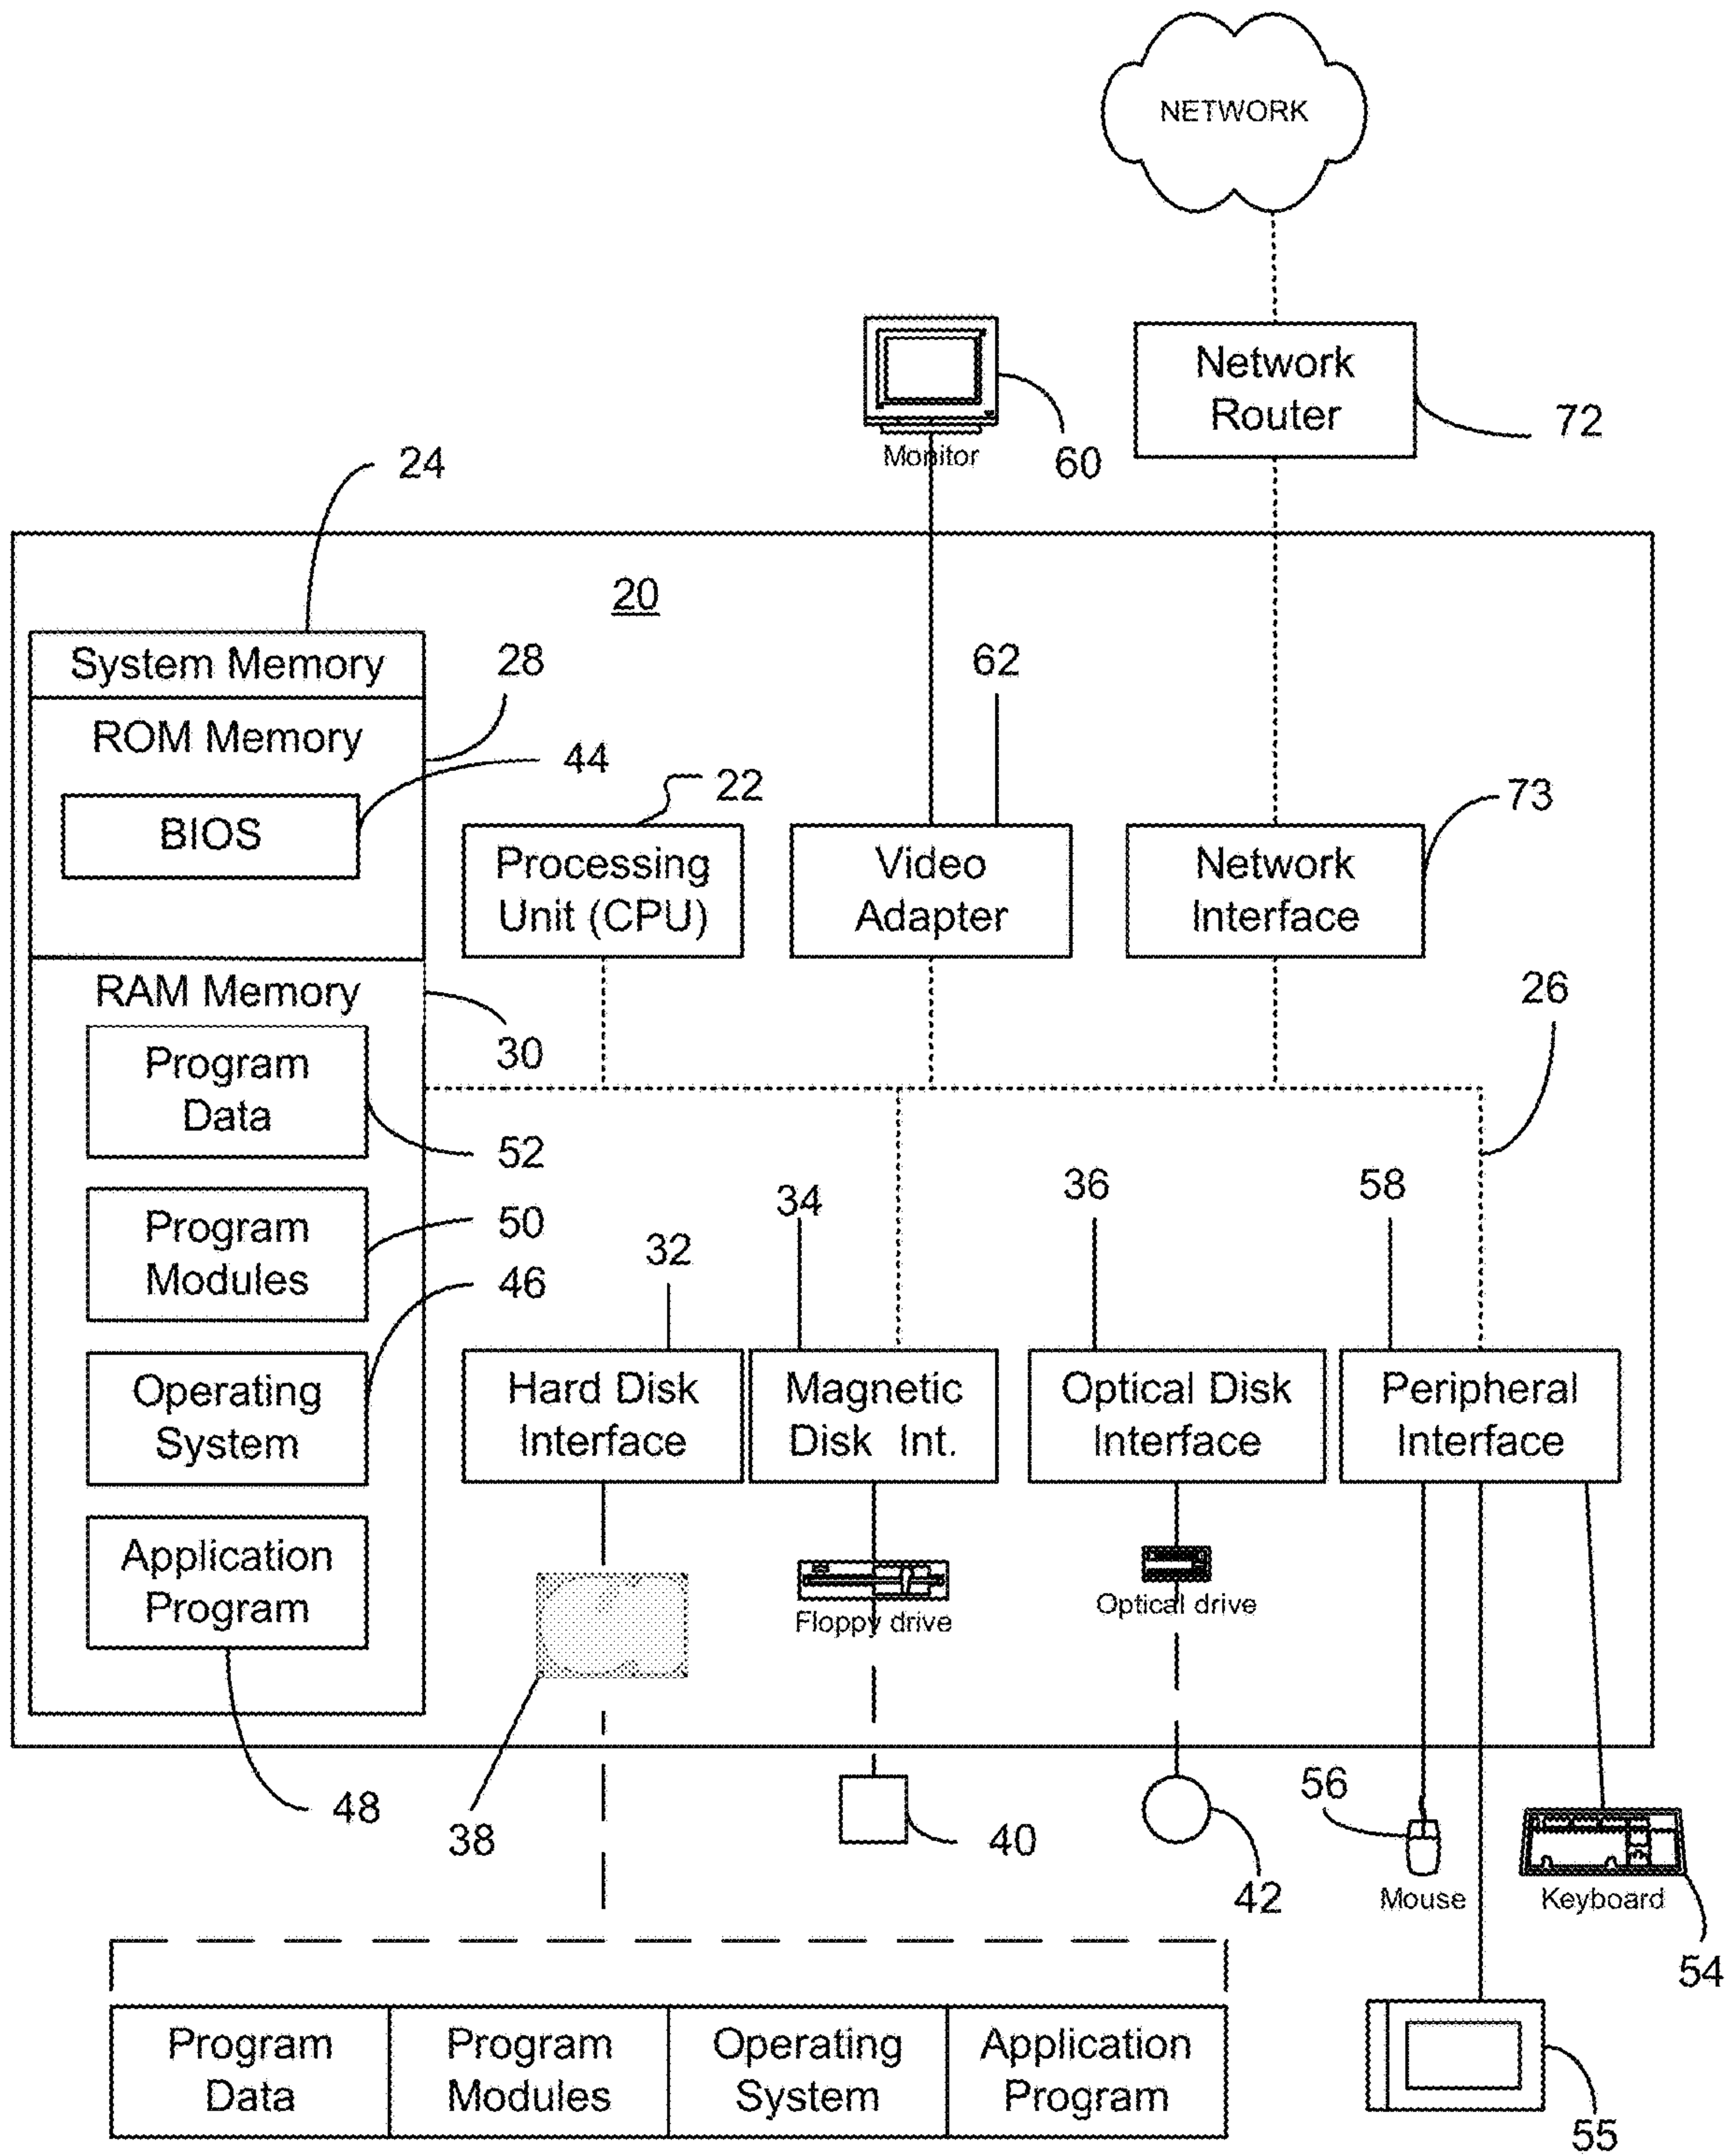 NETWORK
Network
Router
72
Monitor
60
24
20
System Memory
28
62
ROM Memory
44
22
73
BIOS
Processing
Unit (CPU)
Video
Adapter
Network
Interface
RAM Memory
26
30
Program
Data
52
34
36
58
Program
Modules
50
32
46
Operating
System
Hard Disk
Interface
Magnetic
Disk Int.
Optical Disk
Interface
Peripheral
Interface
Application
Program
Floppy drive
Optical drive
48
38
40
42
56
Mouse
Keyboard
54
Program
Data
Program
Modules
Operating
System
Application
Program
55